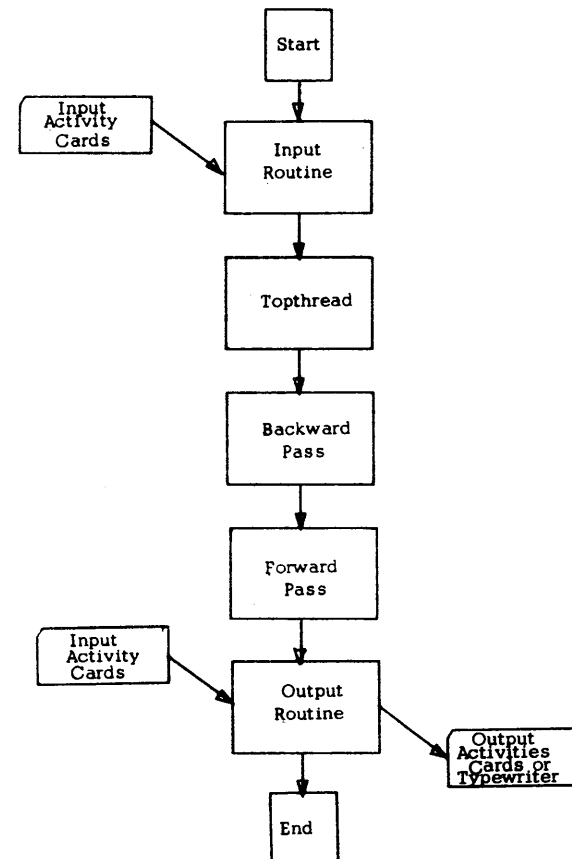 Start
Input
Activity
Cards
Input
Routine
Topthread
Backward
Pass
Forward
Pass
Input
Activity
Cards
Output
Routine
Output
Activities
Cards or
Typewriter
End